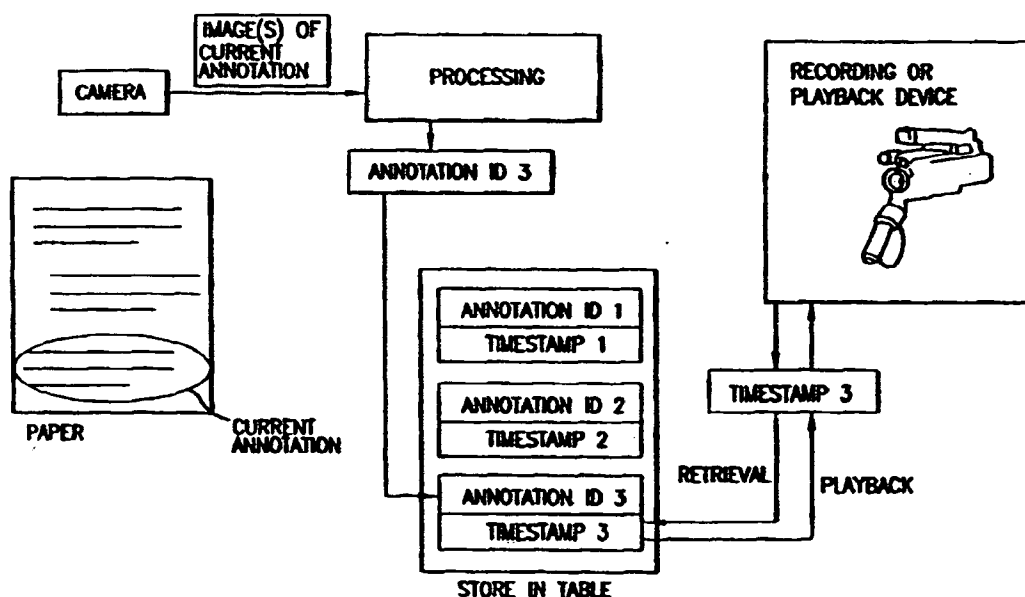 IMAGE(S) OF
CURRENT
ANNOTATION
CAMERA
PROCESSING
RECORDING OR
PLAYBACK DEVICE
ANNOTATION ID 3
ANNOTATION ID 1
TIMESTAMP 1
ANNOTATION ID 2
TIMESTAMP 2
ANNOTATION ID 3
TIMESTAMP 3
STORE IN TABLE
TIMESTAMP 3
RETRIEVAL
PLAYBACK
PAPER
CURRENT
ANNOTATION